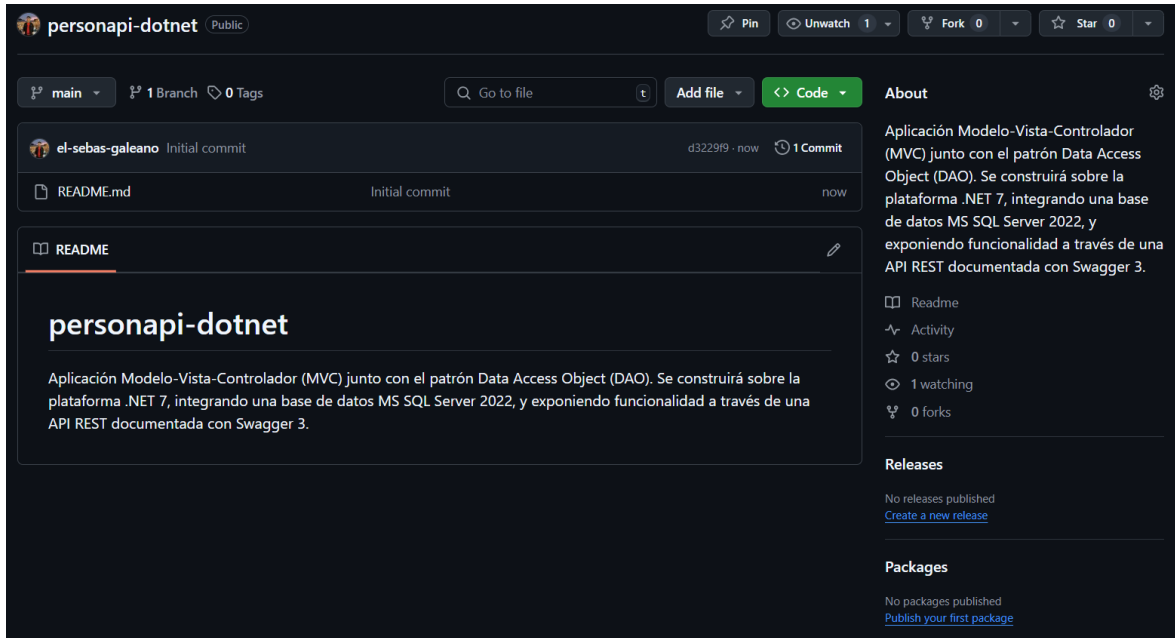 personapi-dotnet Public
Pin
Unwatch 1
Fork 0
Star 0
main
1 Branch
0 Tags
Go to file
t
Add file
<> Code
el-sebas-galeano Initial commit
d3229f9 · now
1 Commit
README.md
Initial commit
now
README
personapi-dotnet
Aplicación Modelo-Vista-Controlador (MVC) junto con el patrón Data Access Object (DAO). Se construirá sobre la
plataforma .NET 7, integrando una base de datos MS SQL Server 2022, y exponiendo funcionalidad a través de una
API REST documentada con Swagger 3.
About
Aplicación Modelo-Vista-Controlador
(MVC) junto con el patrón Data Access
Object (DAO). Se construirá sobre la
plataforma .NET 7, integrando una base
de datos MS SQL Server 2022, y
exponiendo funcionalidad a través de una
API REST documentada con Swagger 3.
Readme
Activity
0 stars
1 watching
0 forks
Releases
No releases published
Create a new release
Packages
No packages published
Publish your first package